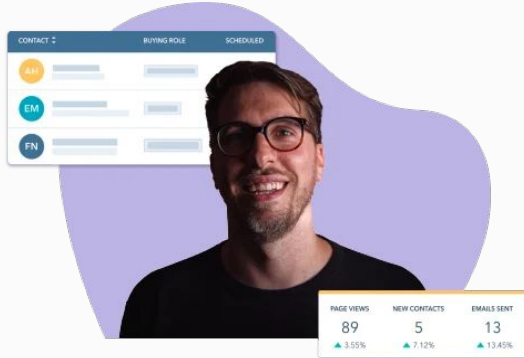 CONTACT BUYING ROLE SCHEDULED
AH
EM
FN
PAGE VIEWS NEW CONTACTS EMAILS SENT
89 5 13
▲ 3.55% ▲ 7.12% ▲ 13.45%